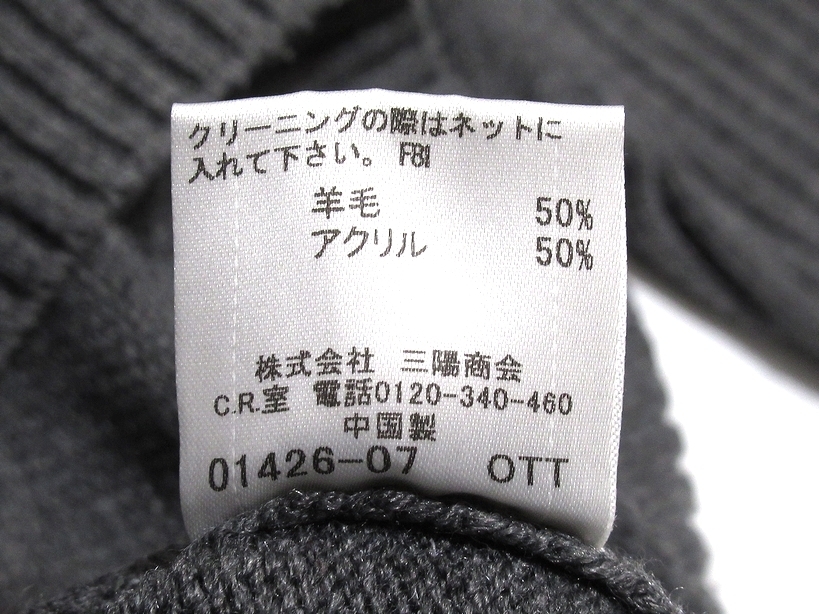 クリーニングの際はネットに
入れて下さい。 FBI
羊毛 50%
アクリル 50%
株式会社 三陽商会
C.R.室 電話0120-340-460
中国製
01426-07 OTT